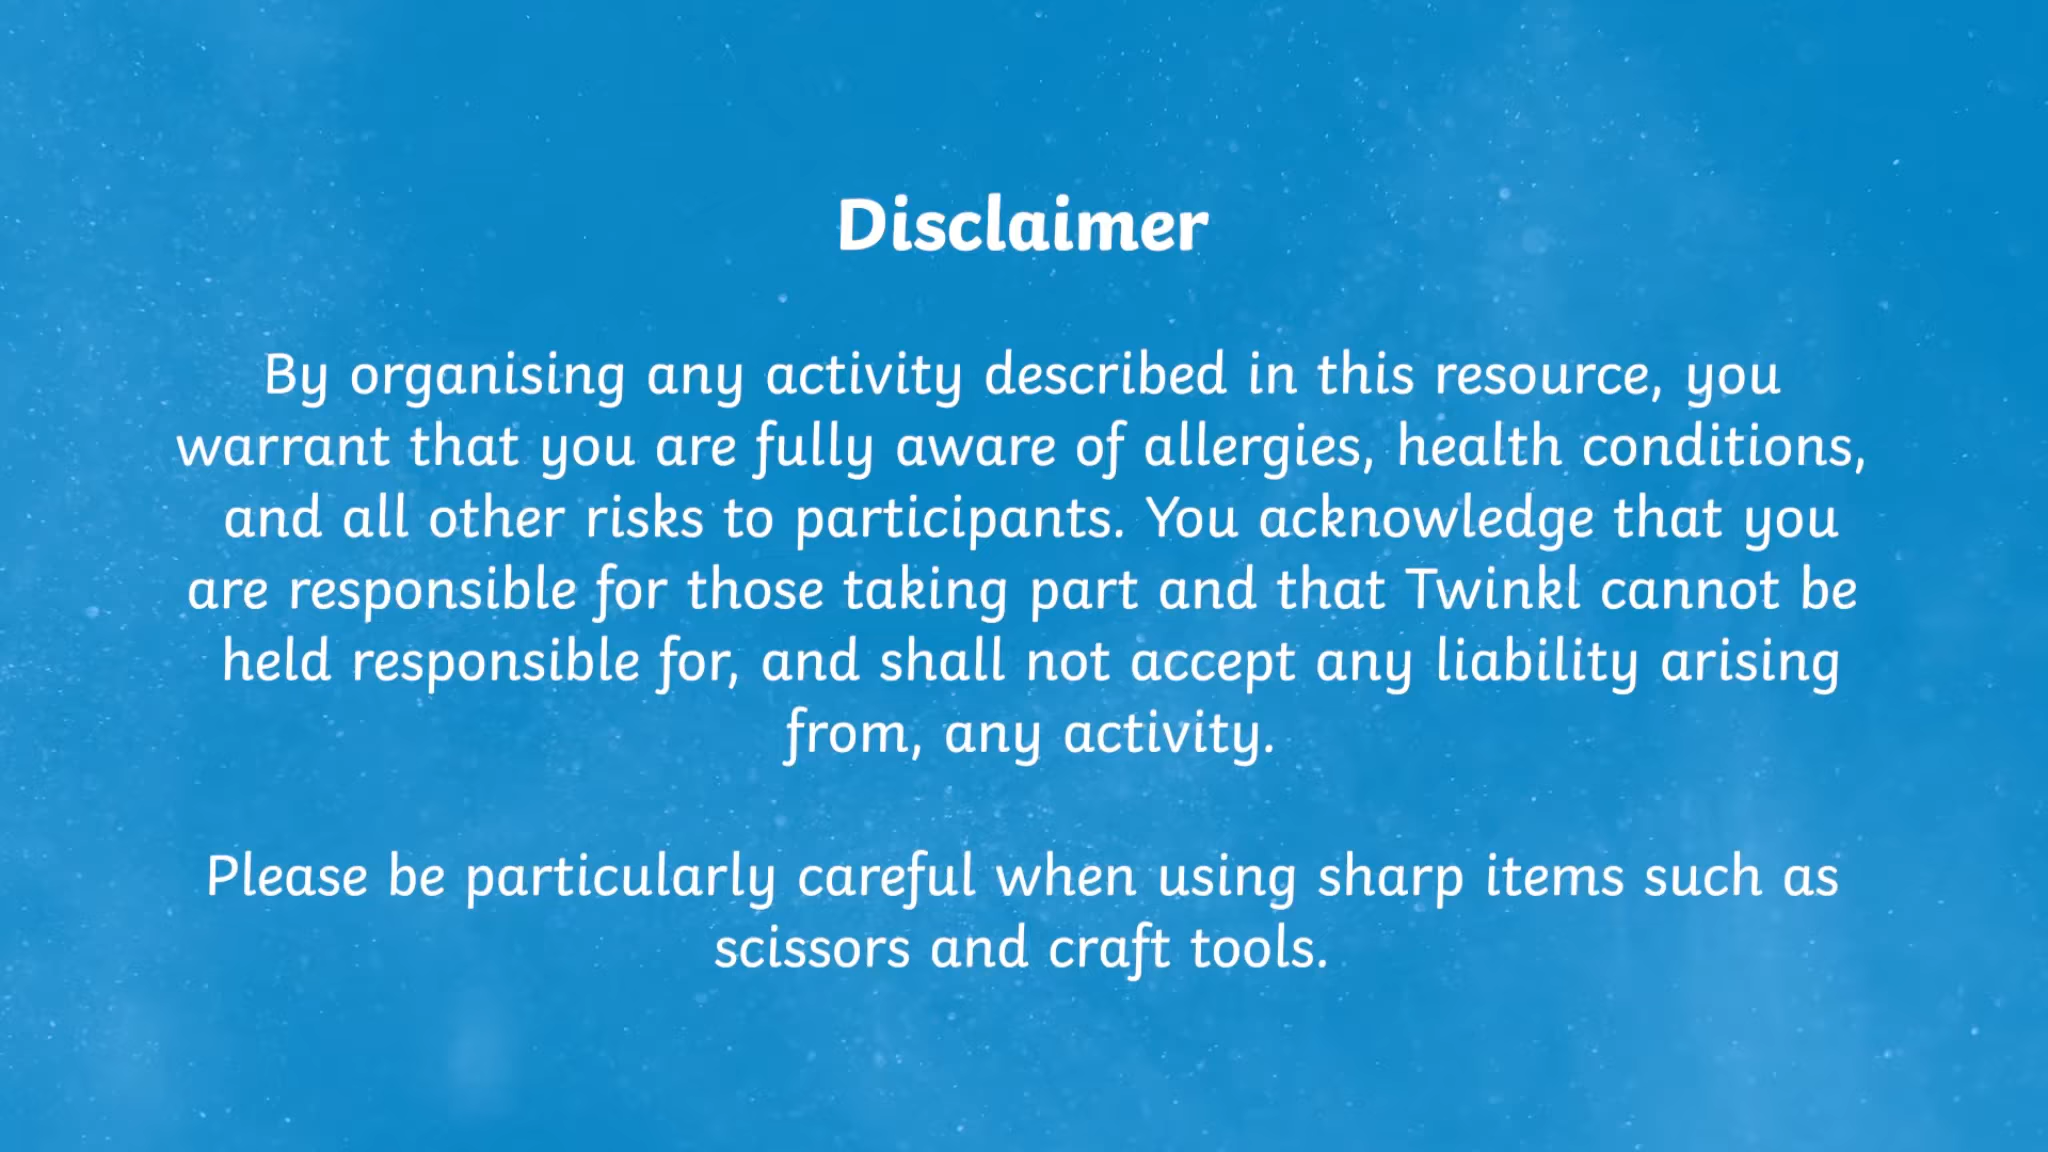 Disclaimer
By organising any activity described in this resource, you
warrant that you are fully aware of allergies, health conditions,
and all other risks to participants. You acknowledge that you
are responsible for those taking part and that Twinkl cannot be
held responsible for, and shall not accept any liability arising
from, any activity.
Please be particularly careful when using sharp items such as
scissors and craft tools.